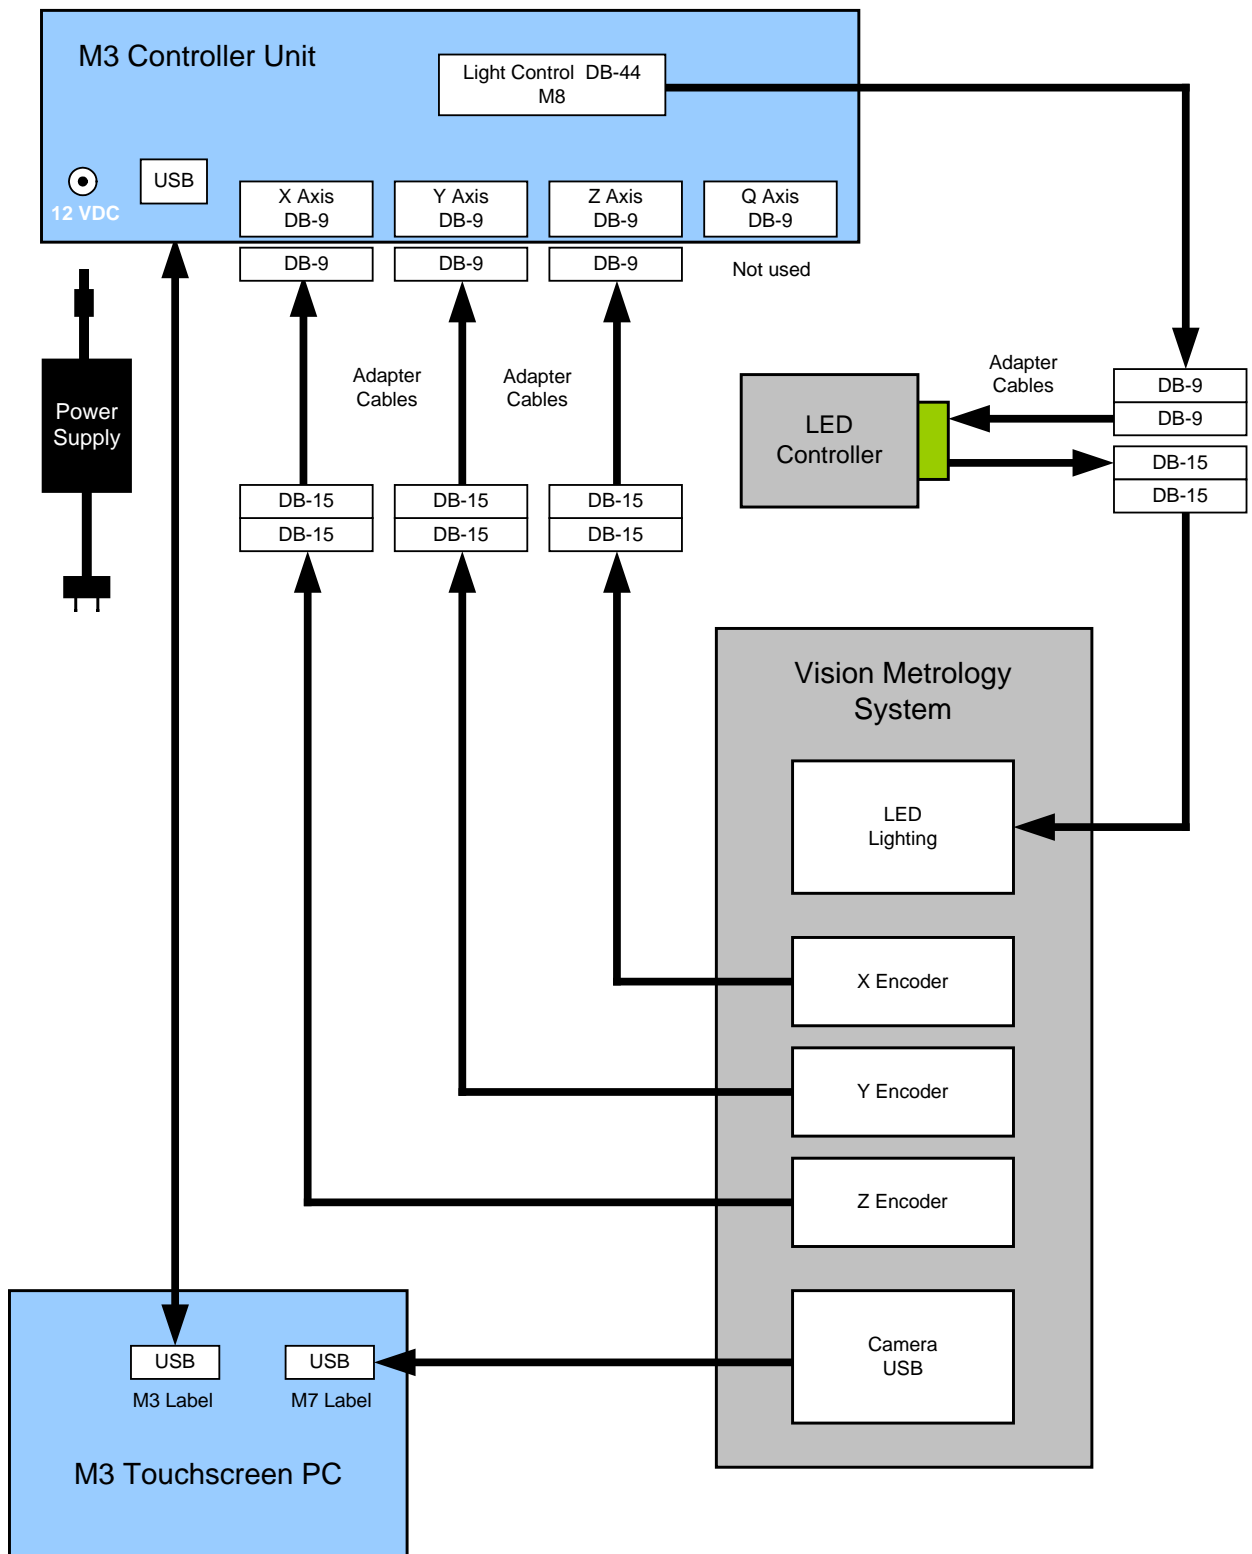 M3 Controller Unit
Light Control DB-44
M8
12 VDC
USB
X Axis
DB-9
Y Axis
DB-9
Z Axis
DB-9
Q Axis
DB-9
DB-9
DB-9
DB-9
Not used
Power
Supply
Adapter
Cables
Adapter
Cables
LED
Controller
Adapter
Cables
DB-9
DB-9
DB-15
DB-15
DB-15
DB-15
DB-15
DB-15
DB-15
DB-15
Vision Metrology
System
LED
Lighting
X Encoder
Y Encoder
Z Encoder
Camera
USB
USB
M3 Label
USB
M7 Label
M3 Touchscreen PC